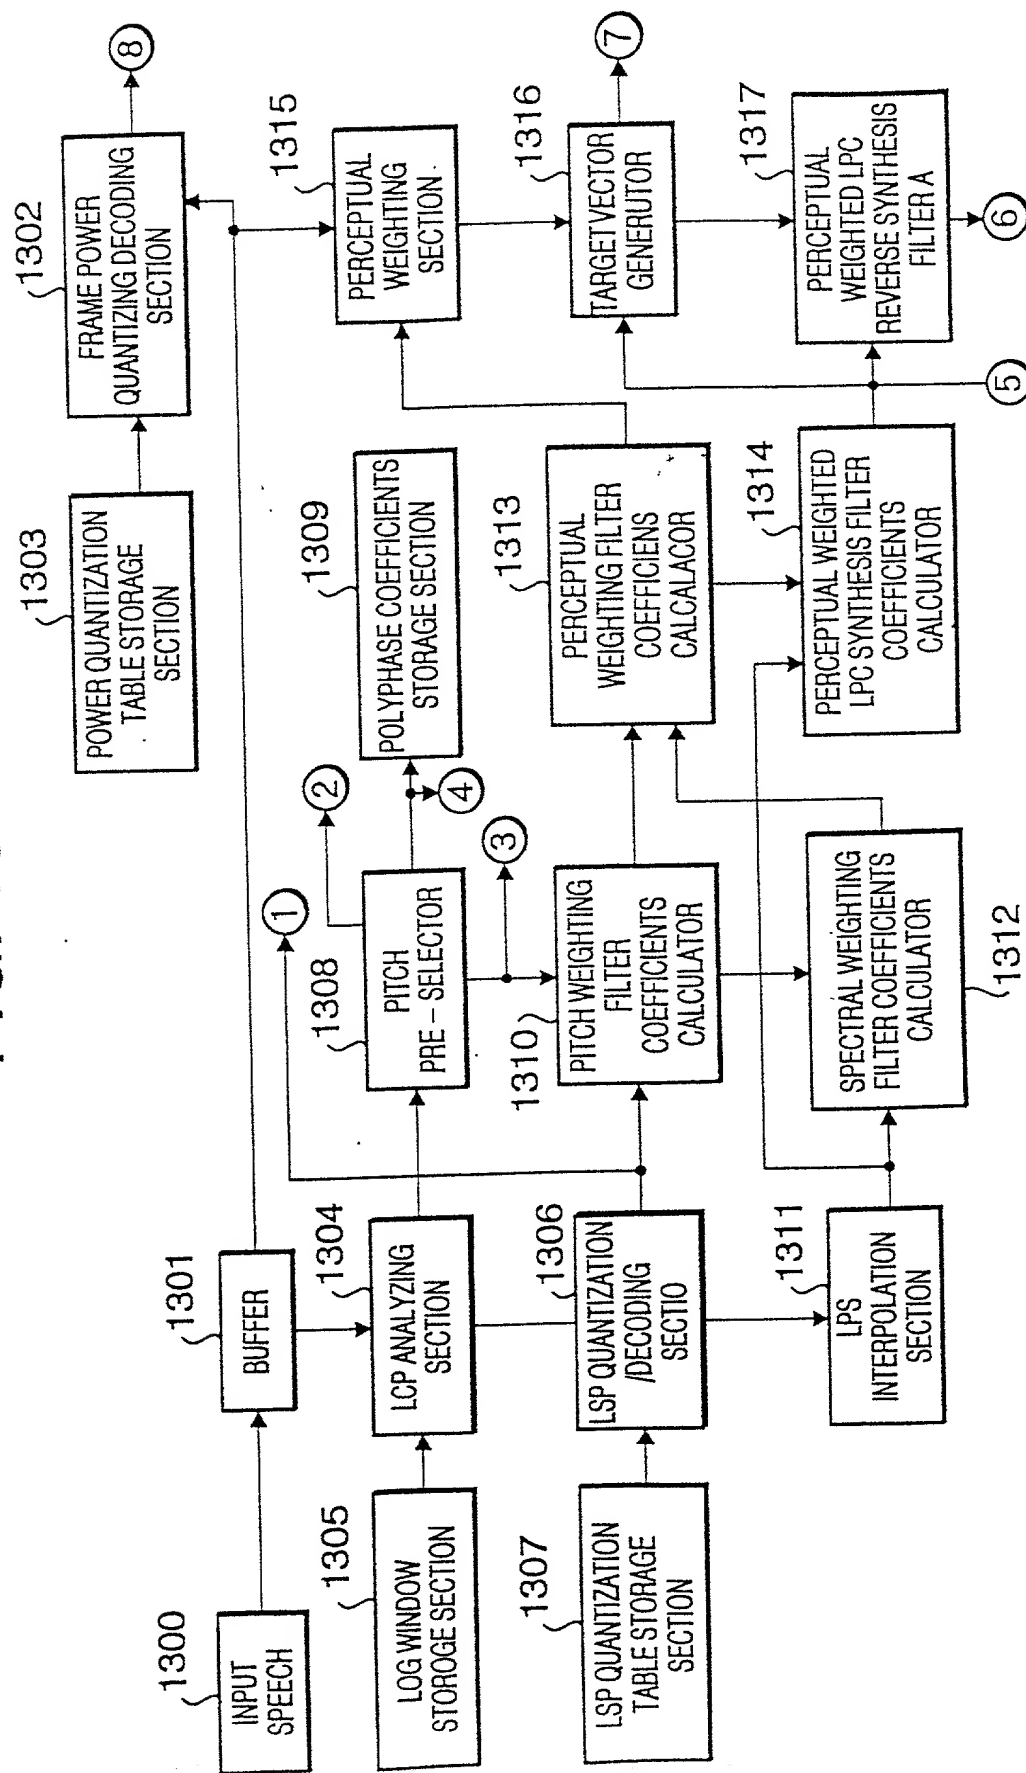 1300
INPUT
SPEECH
1301
BUFFER
1302
FRAME POWER
QUANTIZING DECODING
SECTION
8
1303
POWER QUANTIZATION
TABLE STORAGE
SECTION
1305
LOG WINDOW
STOROGE SECTION
1304
LCP ANALYZING
SECTION
1
1308
PITCH
PRE - SELECTOR
2
4
3
1309
POLYPHASE COEFFICIENTS
STORAGE SECTION
1315
PERCEPTUAL
WEIGHTING
SECTION
1307
LSP QUANTIZATION
TABLE STORAGE
SECTION
1306
LSP QUANTIZATION
/DECODING
SECTIO
1310
PITCH WEIGHTING
FILTER
COEFFICIENTS
CALCULATOR
1313
PERCEPTUAL
WEIGHTING FILTER
COEFFICIENS
CALALACOR
1316
TARGET VECTOR
GENERUTOR
7
1311
LPS
INTERPOLATION
SECTION
SPECTRAL WEIGHTING
FILTER COEFFICIENTS
CALCULATOR
1312
1314
PERCEPTUAL WEIGHTED
LPC SYNTHESIS FILTER
COEFFICIENTS
CALCULATOR
5
1317
PERCEPTUAL
WEIGHTED LPC
REVERSE SYNTHESIS
FILTER A
6